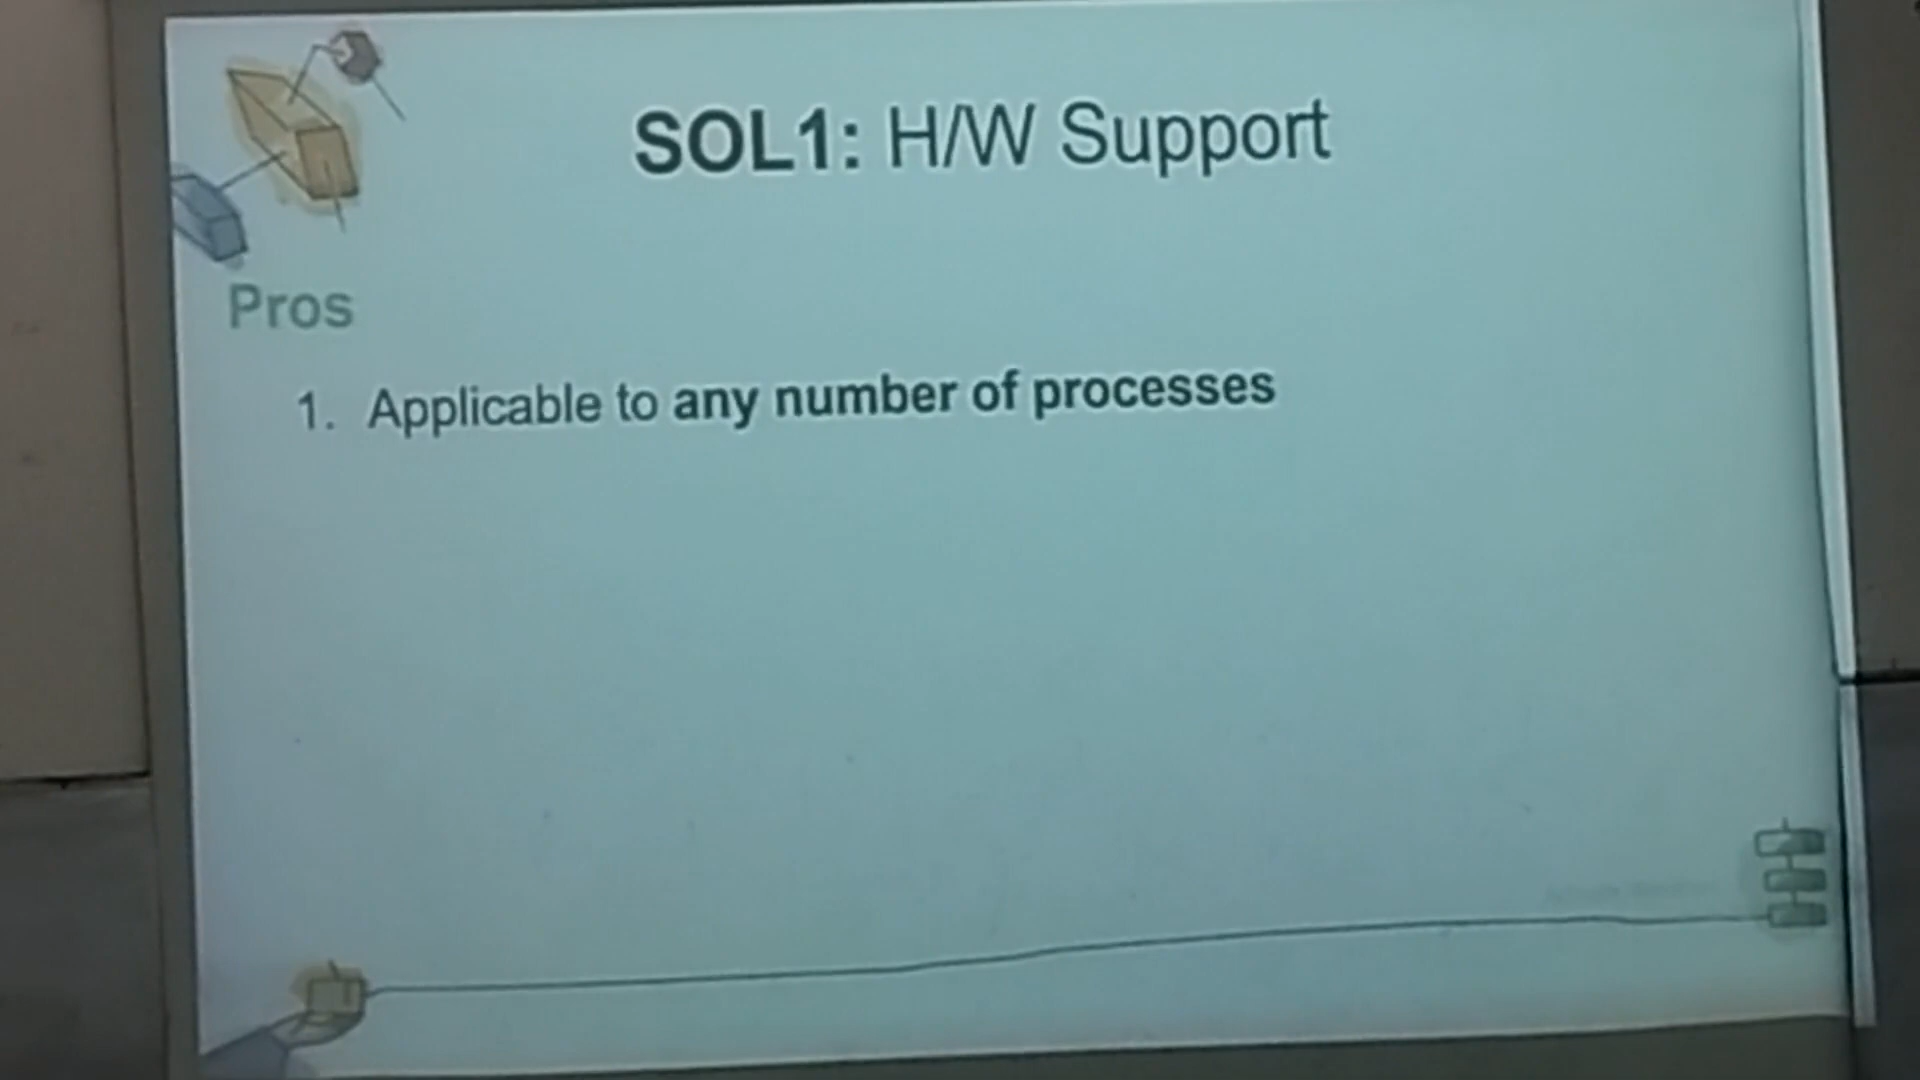 SOL1: H/W Support
Pros
1. Applicable to any number of processes